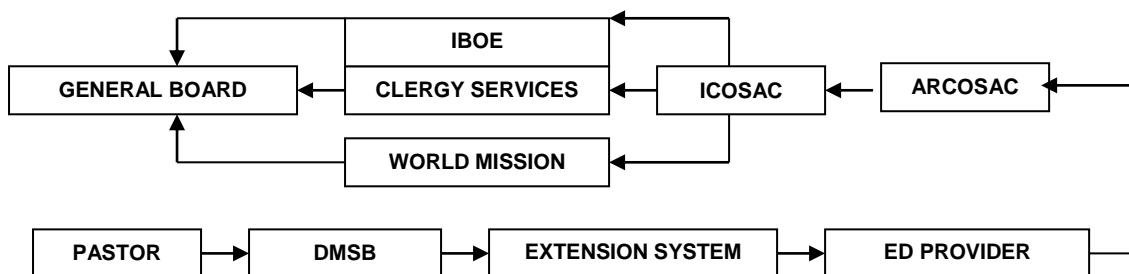 IBOE
GENERAL BOARD
CLERGY SERVICES
ICOSAC
ARCOSAC
WORLD MISSION
PASTOR
DMSB
EXTENSION SYSTEM
ED PROVIDER